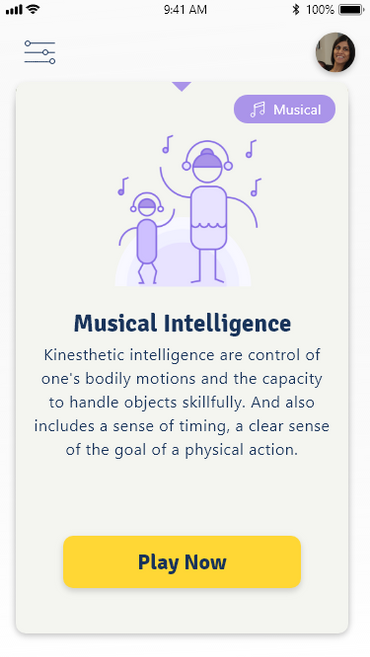 9:41 AM 100%
Musical
Musical Intelligence
Kinesthetic intelligence are control of
one's bodily motions and the capacity
to handle objects skillfully. And also
includes a sense of timing, a clear sense
of the goal of a physical action.
Play Now